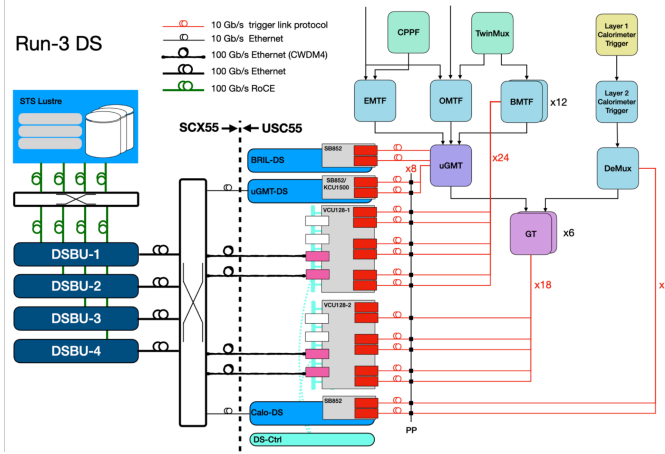 Run-3 DS
10 Gb/s trigger link protocol
10 Gb/s Ethernet
100 Gb/s Ethernet (CWDM4)
100 Gb/s Ethernet
100 Gb/s RoCE
CPPF
TwinMux
Layer 1
Calorimeter
Trigger
EMTF
OMTF
BMTF
x12
Layer 2
Calorimeter
Trigger
STS Lustre
SCX55
USC55
SB852
BRIL-DS
uGMT
x8
x24
DeMux
SB852/
KCU1500
uGMT-DS
VCU128-1
GT
x6
DSBU-1
DSBU-2
DSBU-3
DSBU-4
x18
x
VCU128-2
SB852
Calo-DS
PP
DS-Ctrl